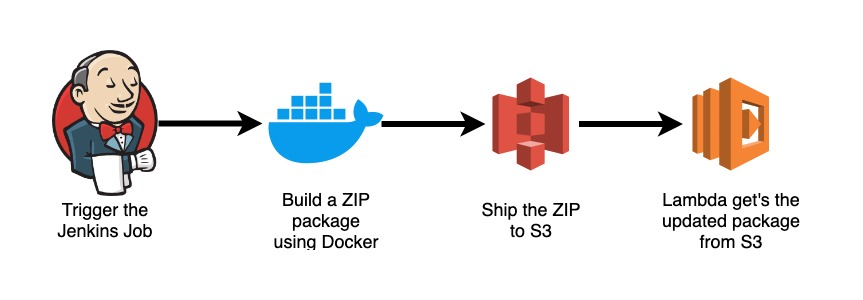 Trigger the
Jenkins Job
Build a ZIP
package
using Docker
Ship the ZIP
to S3
Lambda get's the
updated package
from S3